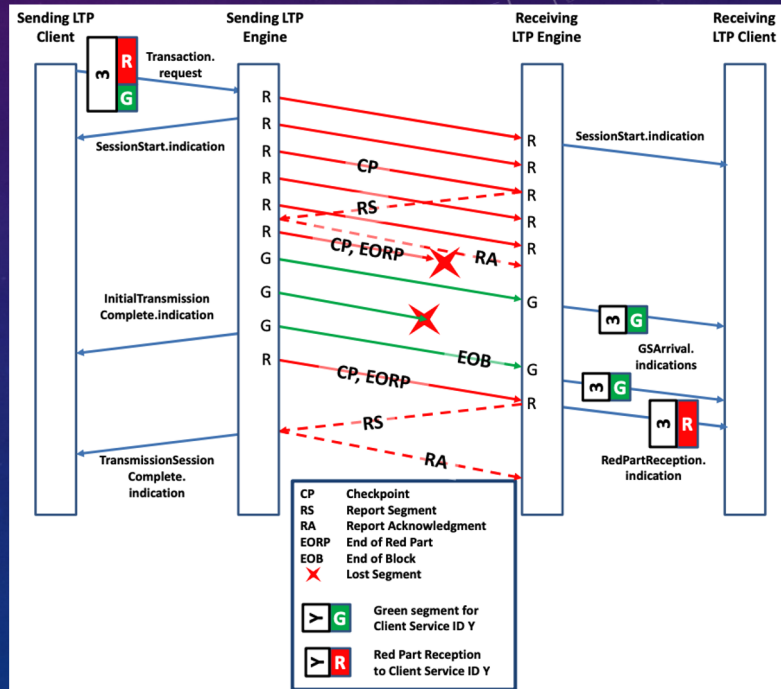 Sending LTP
Client
Sending LTP
Engine
Receiving
LTP Engine
Receiving
LTP Client
3
R
G
Transaction.
request
R
R
R
R
R
R
G
G
G
R
SessionStart.indication
CP
RS
CP, EORP
RA
R
R
R
R
R
G
G
R
SessionStart.indication
InitialTransmission
Complete.indication
3 G
GSArrival.
indications
EOB
CP, EORP
3 G
3 R
RS
RedPartReception.
indication
RA
TransmissionSession
Complete.
indication
CP Checkpoint
RS Report Segment
RA Report Acknowledgment
EORP End of Red Part
EOB End of Block
Lost Segment
Y G Green segment for
Client Service ID Y
Y R Red Part Reception
to Client Service ID Y